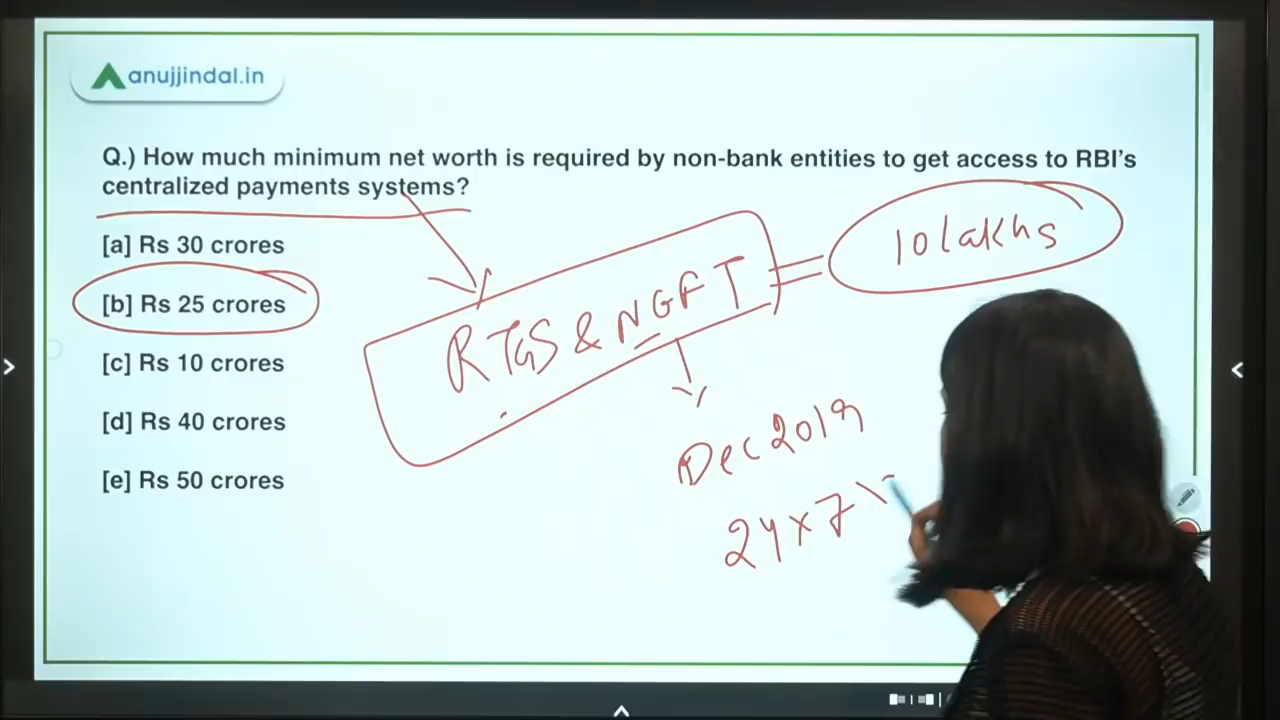 anujjindal.in
Q.) How much minimum net worth is required by non-bank entities to get access to RBI's
centralized payments systems?
[a] Rs 30 crores
[b] Rs 25 crores
[c] Rs 10 crores
[d] Rs 40 crores
[e] Rs 50 crores
10 lakhs
RTGS & NEFT
Dec 2019
24x7